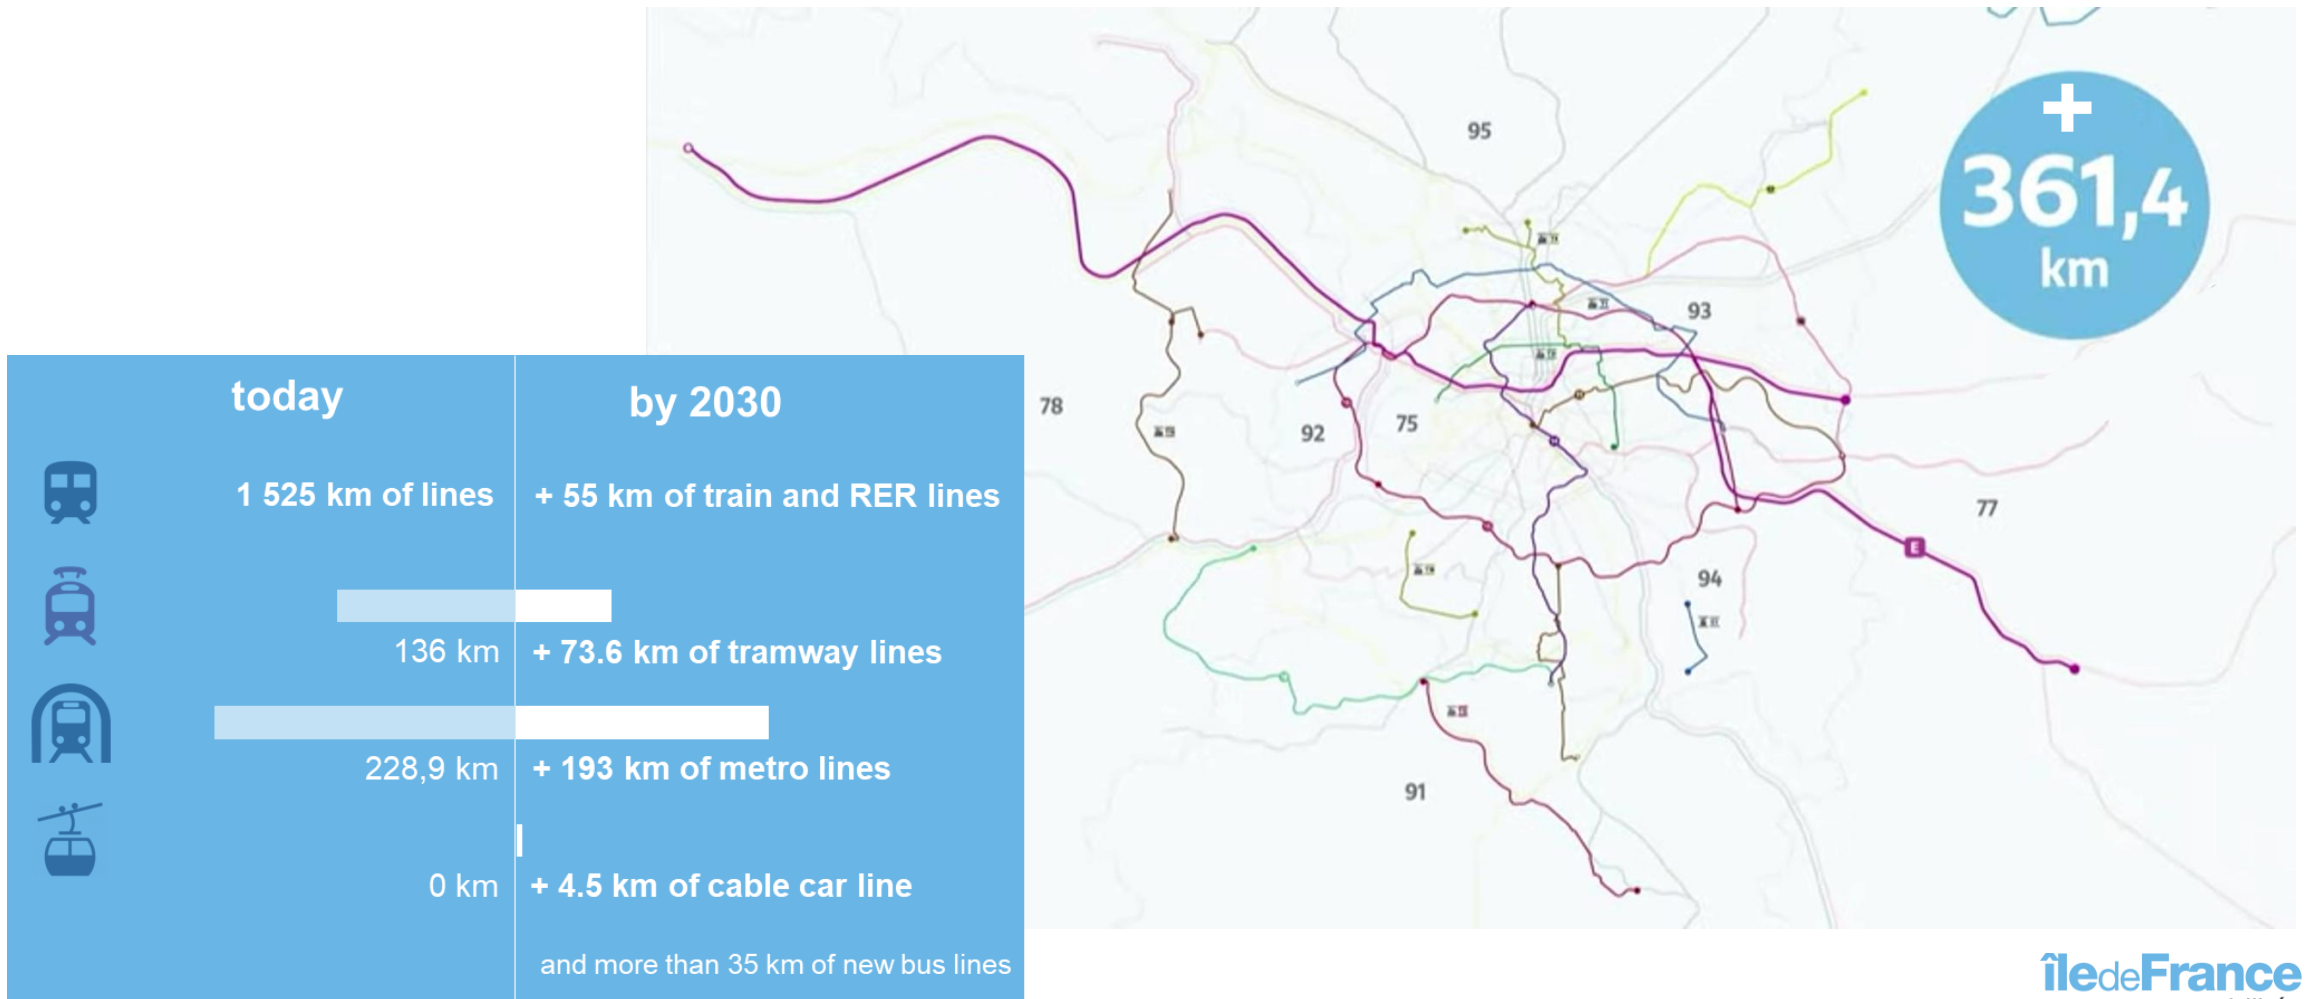 +
361,4
km
95
93
78
92
75
77
94
91
E
today
by 2030
1 525 km of lines
+ 55 km of train and RER lines
136 km
+ 73.6 km of tramway lines
228,9 km
+ 193 km of metro lines
0 km
+ 4.5 km of cable car line
and more than 35 km of new bus lines
îledeFrance